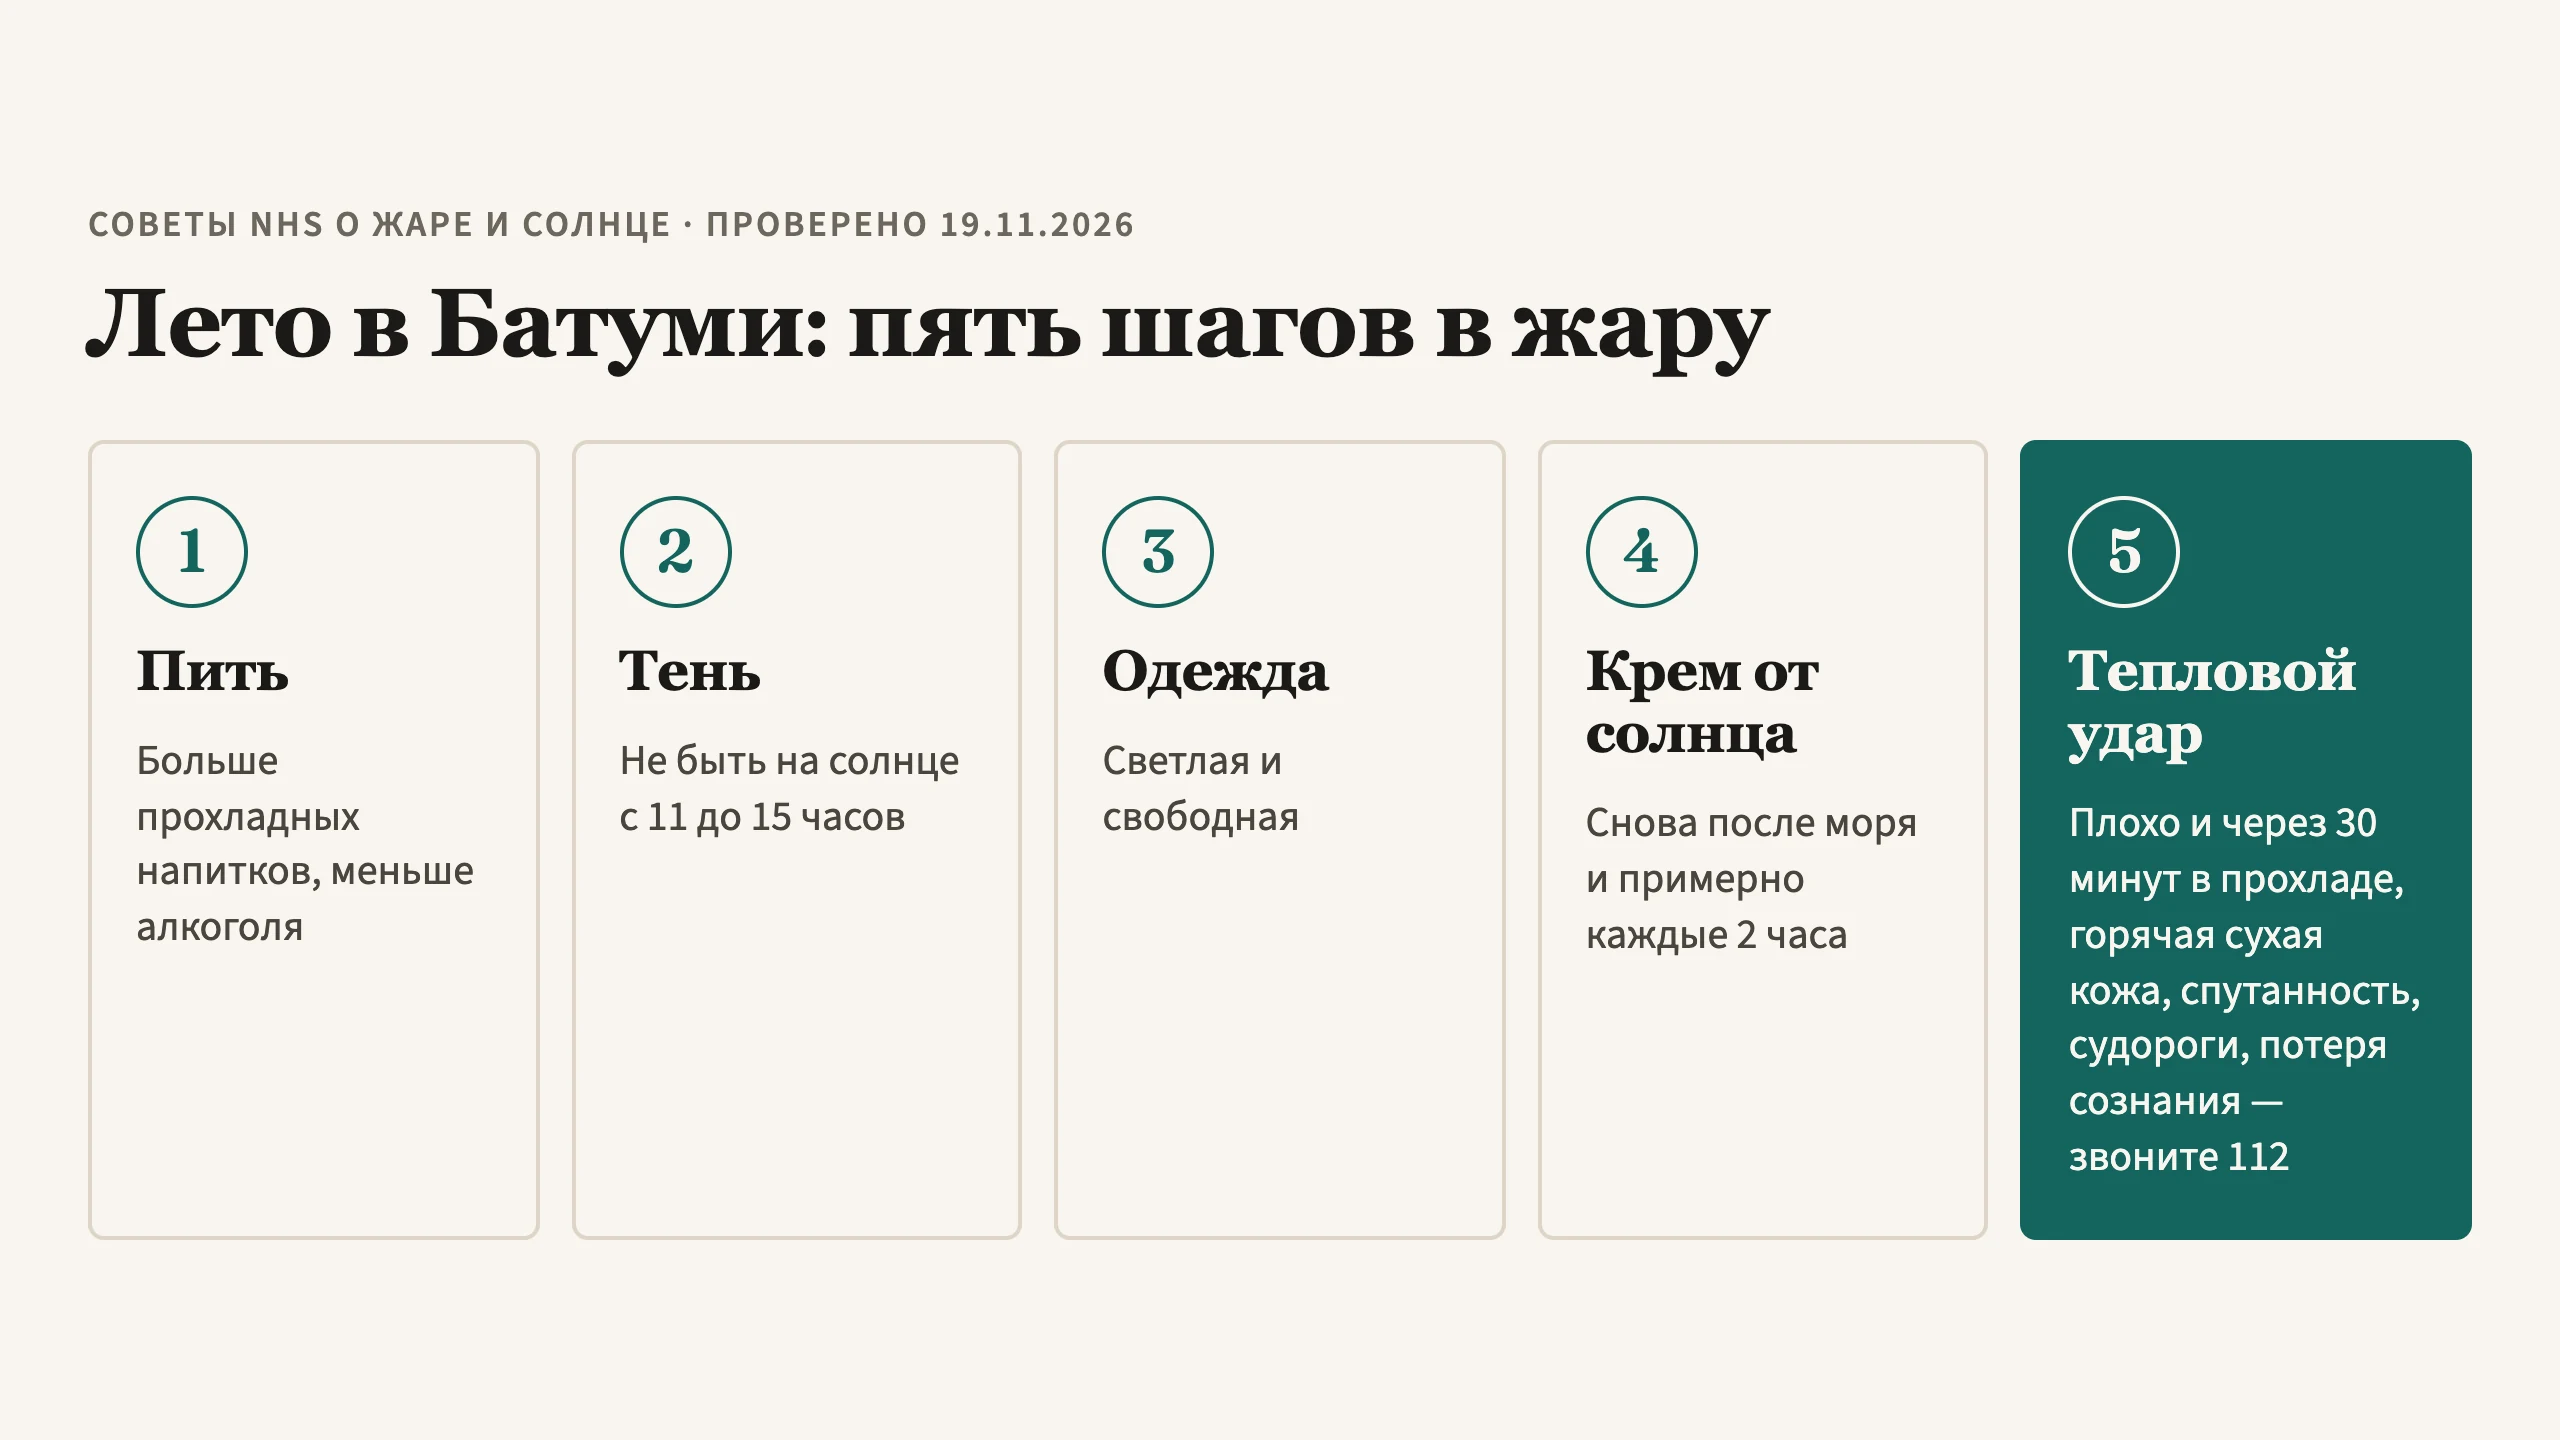 СОВЕТЫ NHS О ЖАРЕ И СОЛНЦЕ · ПРОВЕРЕНО 19.11.2026
Лето в Батуми: пять шагов в жару
1
Пить
Больше
прохладных
напитков, меньше
алкоголя
2
Тень
Не быть на солнце
с 11 до 15 часов
3
Одежда
Светлая и
свободная
4
Крем от
солнца
Снова после моря
и примерно
каждые 2 часа
5
Тепловой
удар
Плохо и через 30
минут в прохладе,
горячая сухая
кожа, спутанность,
судороги, потеря
сознания —
звоните 112